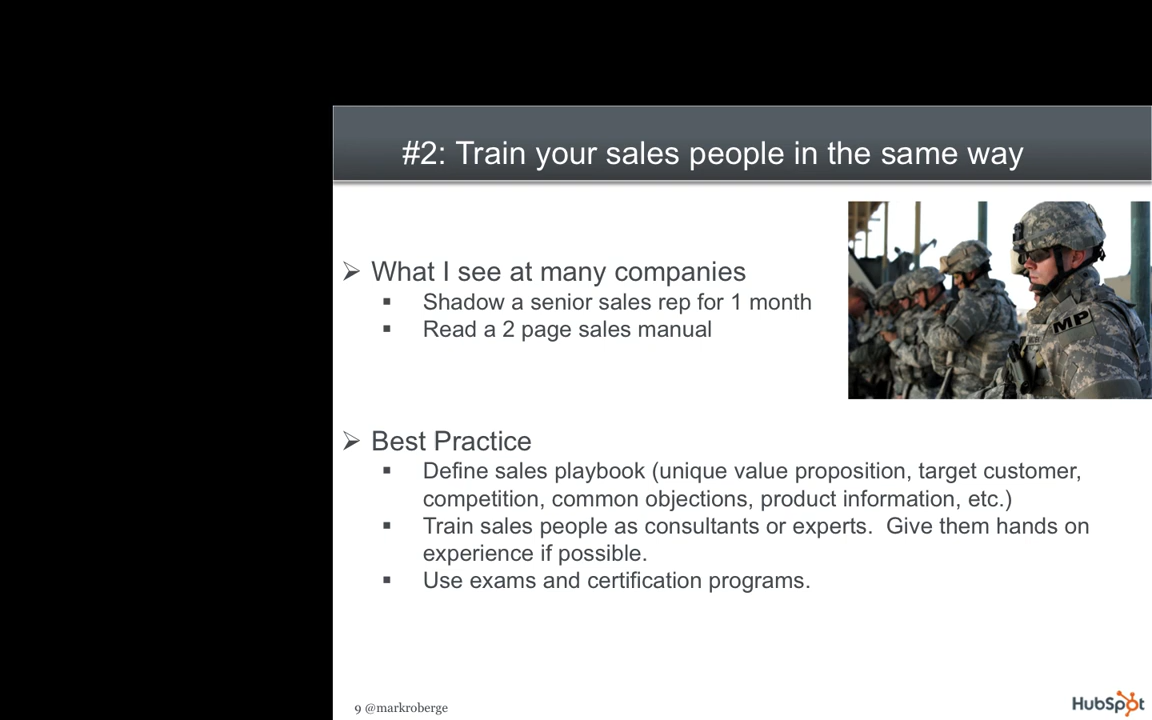 #2: Train your sales people in the same way
➢ What I see at many companies
▪ Shadow a senior sales rep for 1 month
▪ Read a 2 page sales manual
MP
➢ Best Practice
▪ Define sales playbook (unique value proposition, target customer,
competition, common objections, product information, etc.)
▪ Train sales people as consultants or experts.  Give them hands on
experience if possible.
▪ Use exams and certification programs.
9 @markroberge
HubSpot